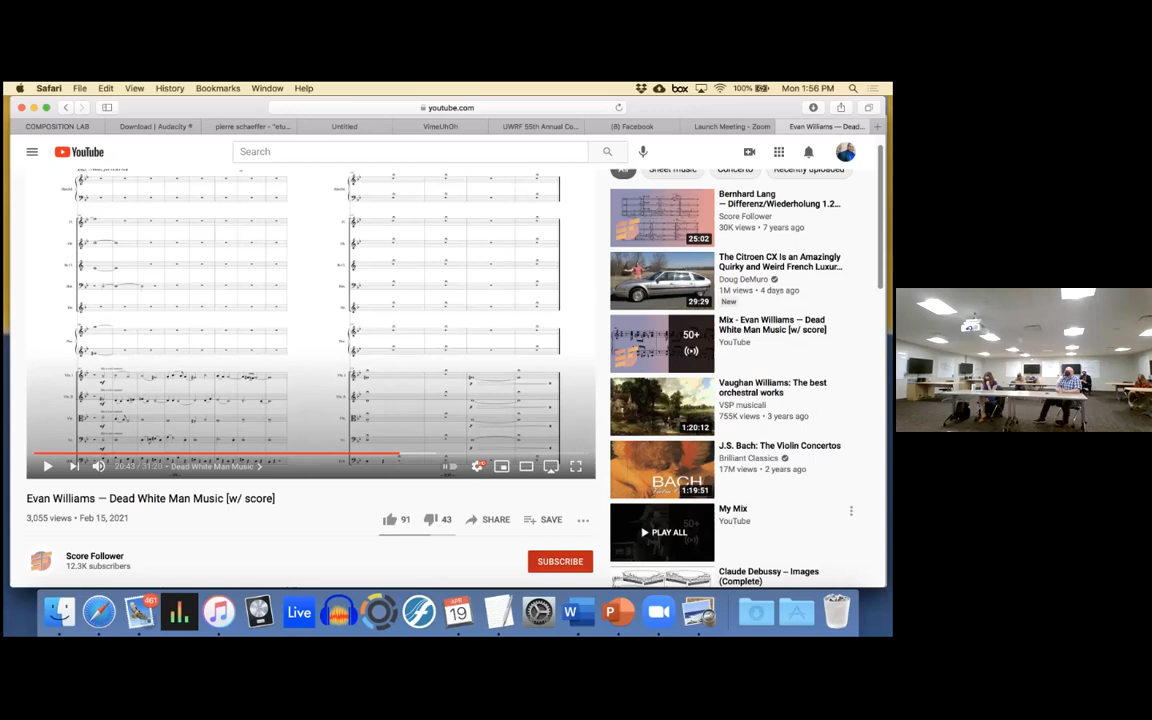 Safari File Edit View History Bookmarks Window Help
box 100% Mon 1:56 PM
youtube.com
COMPOSITION LAB Download | Audacity ® pierre schaeffer - "etu... Untitled VimeUhOh UWRF 55th Annual Co... (8) Facebook Launch Meeting - Zoom Evan Williams — Dead...
YouTube
Search
All Sheet music Concerto Recently uploaded
Bernhard Lang
— Differenz/Wiederholung 1.2...
Score Follower
30K views • 7 years ago
25:02
The Citroen CX Is an Amazingly
Quirky and Weird French Luxur...
Doug DeMuro
1M views • 4 days ago
New
29:29
Mix - Evan Williams — Dead
White Man Music [w/ score]
YouTube
50+
Vaughan Williams: The best
orchestral works
VSP musicali
755K views • 3 years ago
1:20:12
J.S. Bach: The Violin Concertos
Brilliant Classics
17M views • 2 years ago
BACH
1:19:51
My Mix
YouTube
50+
PLAY ALL
Claude Debussy – Images
(Complete)
20:43 / 31:20 • Dead White Man Music
Evan Williams — Dead White Man Music [w/ score]
3,055 views • Feb 15, 2021
91 43 SHARE SAVE
Score Follower
12.3K subscribers
SUBSCRIBE
461
Live
APR
19
W
P